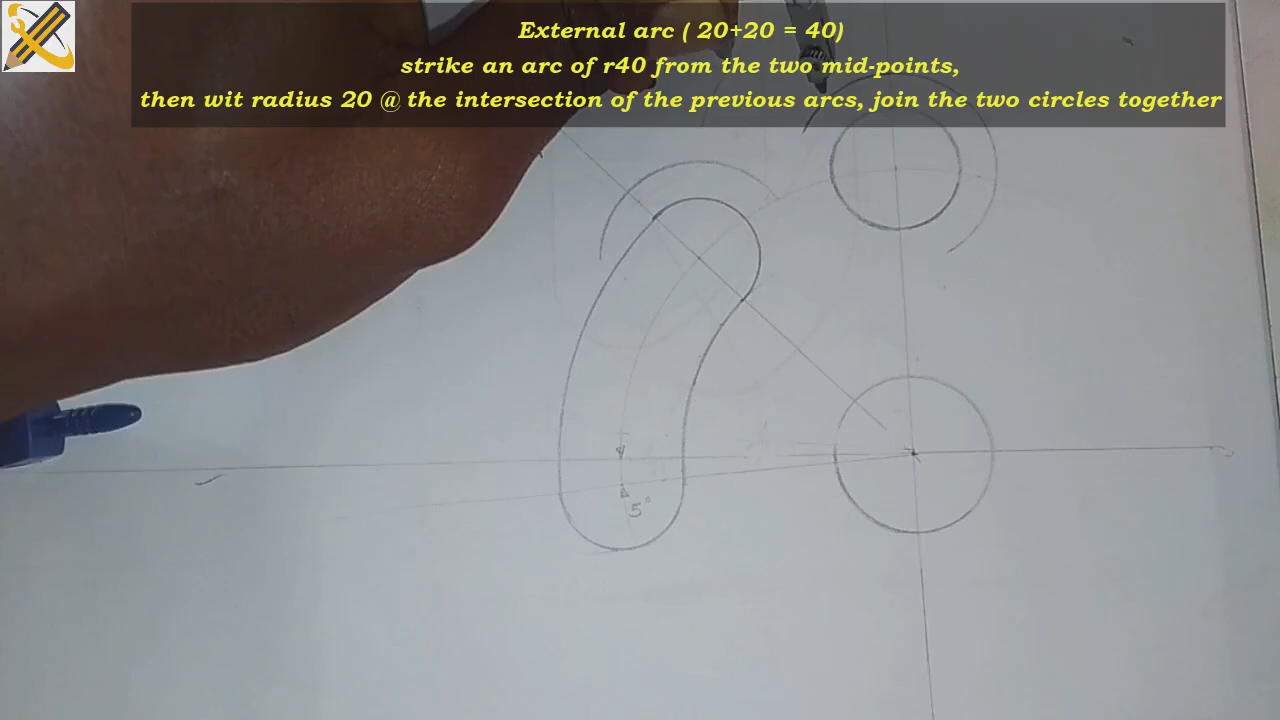 External arc ( 20+20 = 40)
strike an arc of r40 from the two mid-points,
then wit radius 20 @ the intersection of the previous arcs, join the two circles together
5°